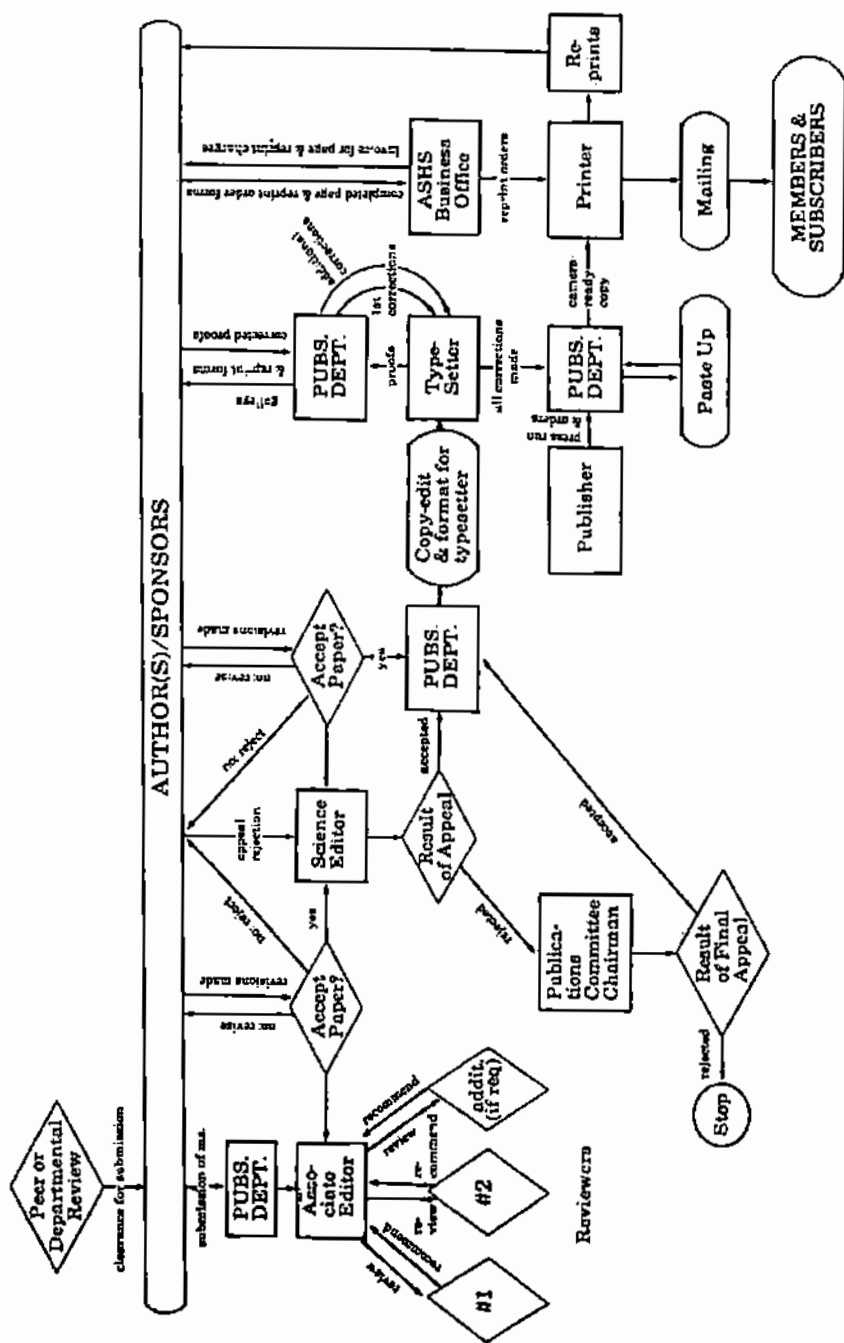 Peer or
Departmental
Review
clearance for submission
AUTHOR(S)/SPONSORS
submission of ms.
PUBS.
DEPT.
Asso-
ciate
Editor
review
recommend
re-
view
re-
commend
review
recommend
#1
#2
addit.
(if req)
Reviewers
no: revise
revisions made
Accept
Paper?
no: reject
yes
appeal
rejection
Science
Editor
no: reject
no: revise
revisions made
Accept
Paper?
yes
Result
of Appeal
accepted
rejected
PUBS.
DEPT.
Publica-
tions
Committee
Chairman
Result
of Final
Appeal
accepted
rejected
Stop
Copy-edit
& format for
typesetter
galleys
& reprint forms
corrected proofs
PUBS.
DEPT.
proofs
1st
corrections
additional
corrections
Type-
Setter
all corrections
made
Publisher
press run
& orders
PUBS.
DEPT.
Paste Up
camera-
ready
copy
completed page & reprint order forms
Invoice for page & reprint charges
ASHS
Business
Office
reprint orders
Printer
Re-
prints
Mailing
MEMBERS &
SUBSCRIBERS